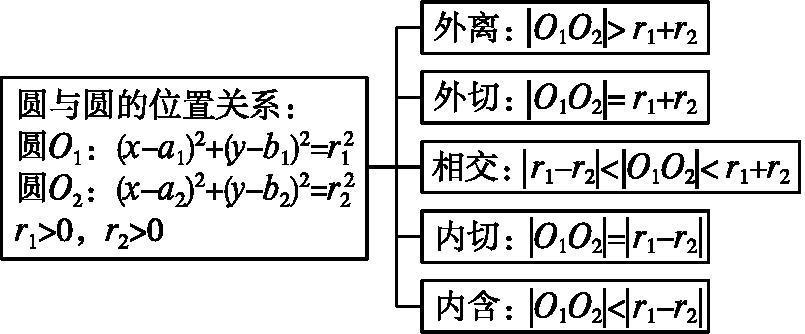 圆与圆的位置关系：
圆O₁：(x−a₁)²+(y−b₁)²=r₁²
圆O₂：(x−a₂)²+(y−b₂)²=r₂²
r₁>0，r₂>0
外离：|O₁O₂|>r₁+r₂
外切：|O₁O₂|=r₁+r₂
相交：|r₁−r₂|<|O₁O₂|<r₁+r₂
内切：|O₁O₂|=|r₁−r₂|
内含：|O₁O₂|<|r₁−r₂|